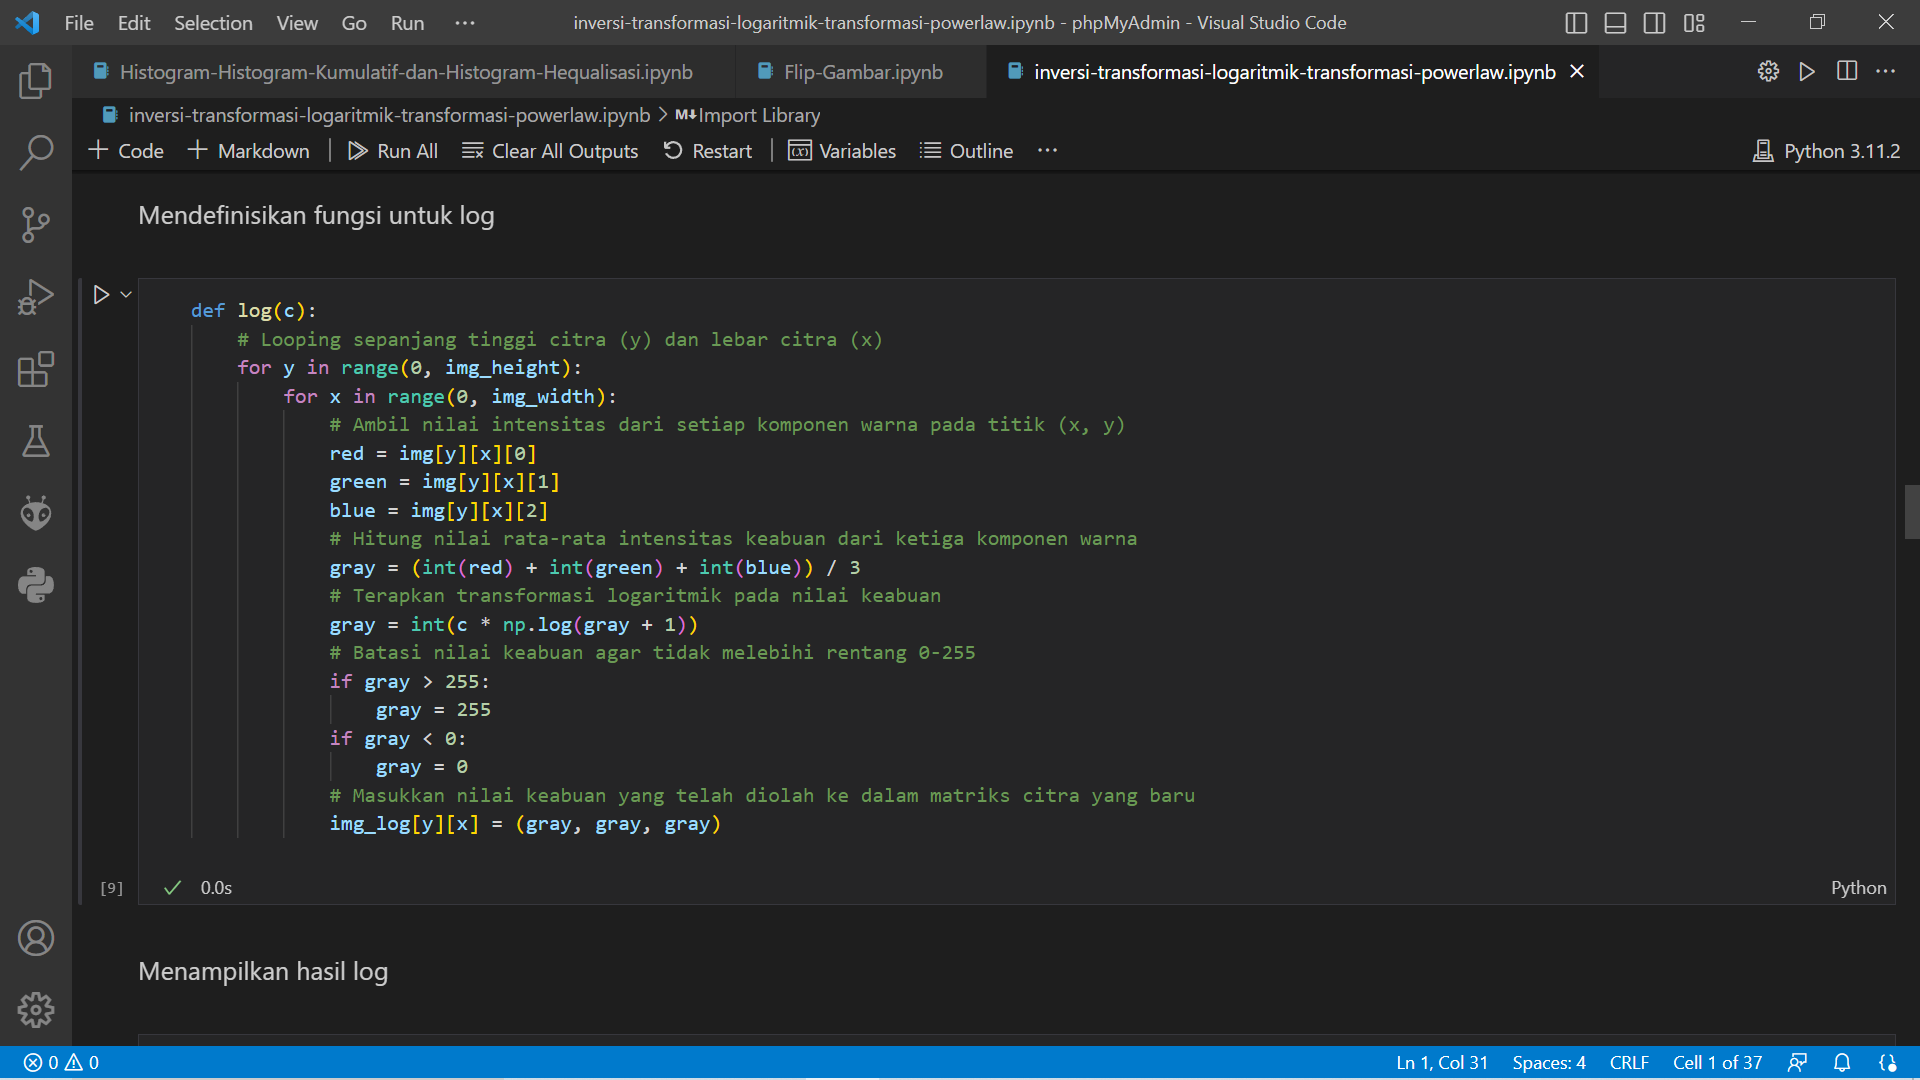 File Edit Selection View Go Run ··· inversi-transformasi-logaritmik-transformasi-powerlaw.ipynb - phpMyAdmin - Visual Studio Code
Histogram-Histogram-Kumulatif-dan-Histogram-Hequalisasi.ipynb Flip-Gambar.ipynb inversi-transformasi-logaritmik-transformasi-powerlaw.ipynb
inversi-transformasi-logaritmik-transformasi-powerlaw.ipynb > M↓Import Library
+ Code + Markdown | Run All Clear All Outputs Restart | Variables Outline ··· Python 3.11.2
Mendefinisikan fungsi untuk log
def log(c):
    # Looping sepanjang tinggi citra (y) dan lebar citra (x)
    for y in range(0, img_height):
        for x in range(0, img_width):
            # Ambil nilai intensitas dari setiap komponen warna pada titik (x, y)
            red = img[y][x][0]
            green = img[y][x][1]
            blue = img[y][x][2]
            # Hitung nilai rata-rata intensitas keabuan dari ketiga komponen warna
            gray = (int(red) + int(green) + int(blue)) / 3
            # Terapkan transformasi logaritmik pada nilai keabuan
            gray = int(c * np.log(gray + 1))
            # Batasi nilai keabuan agar tidak melebihi rentang 0-255
            if gray > 255:
                gray = 255
            if gray < 0:
                gray = 0
            # Masukkan nilai keabuan yang telah diolah ke dalam matriks citra yang baru
            img_log[y][x] = (gray, gray, gray)
[9] ✓ 0.0s Python
Menampilkan hasil log
0 0 Ln 1, Col 31 Spaces: 4 CRLF Cell 1 of 37